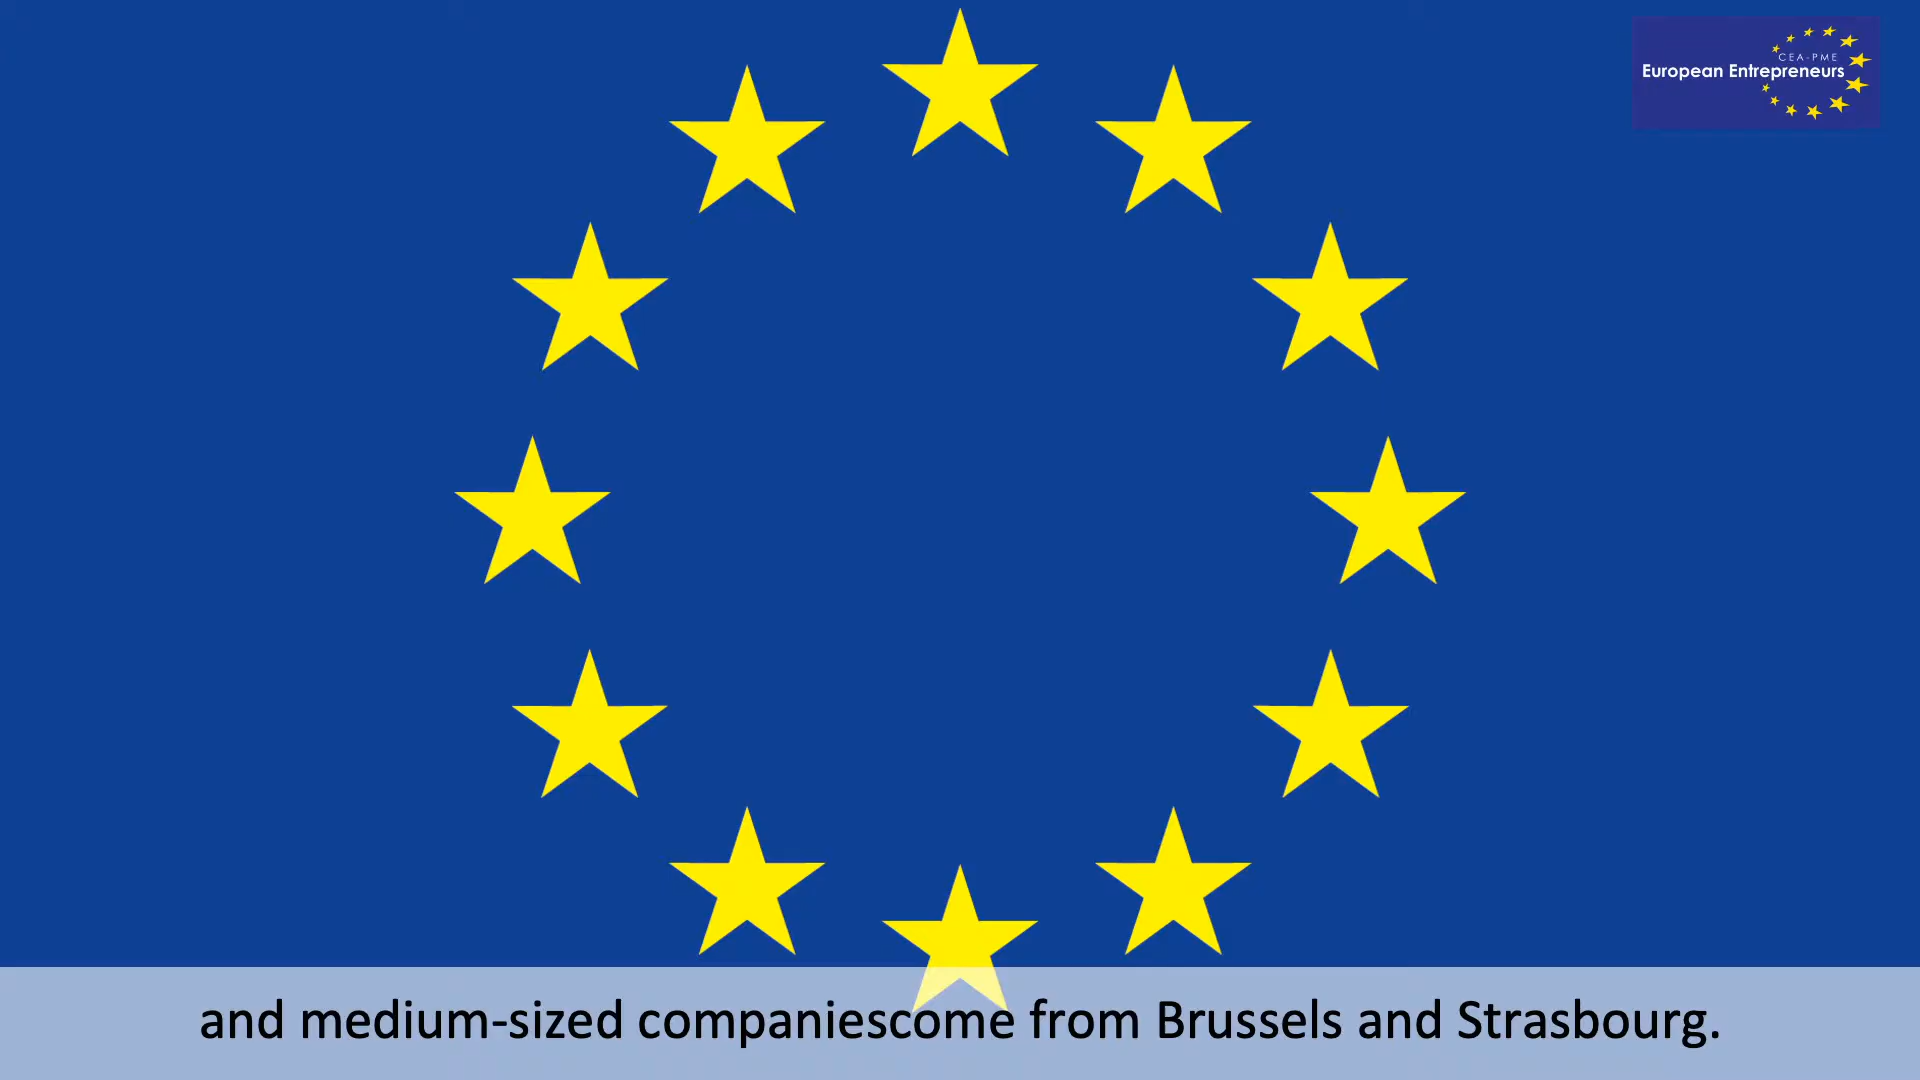 CEA-PME
European Entrepreneurs
and medium-sized companiescome from Brussels and Strasbourg.